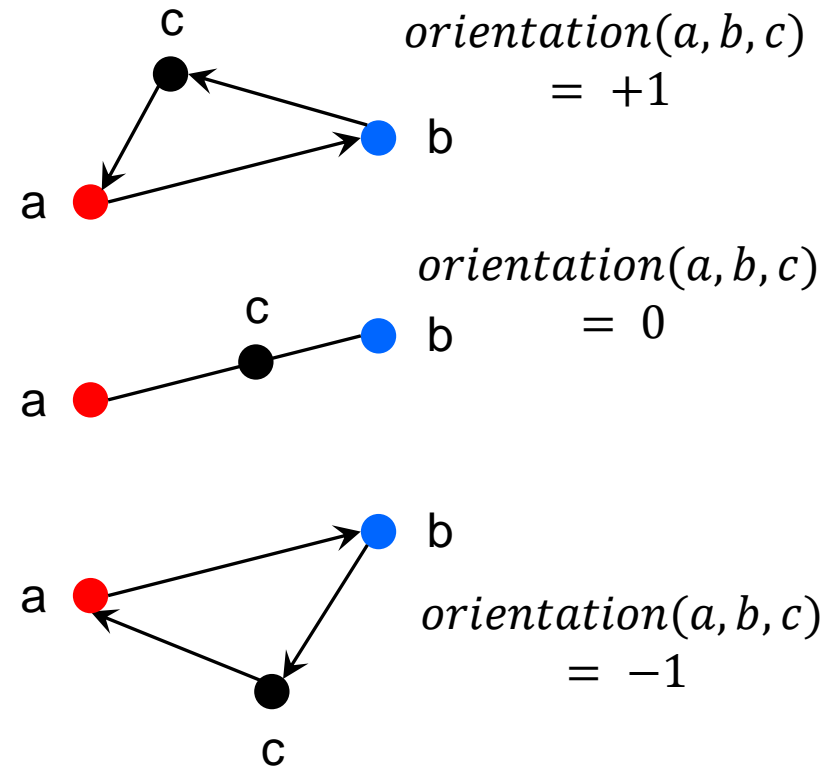 c
orientation(a, b, c)
= +1
b
a
orientation(a, b, c)
= 0
c
b
a
b
a
orientation(a, b, c)
= −1
c